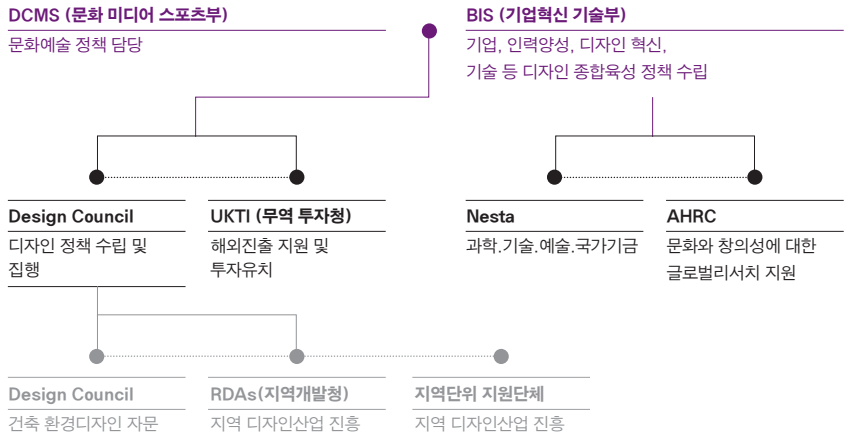 DCMS (문화 미디어 스포츠부)
문화예술 정책 담당
BIS (기업혁신 기술부)
기업, 인력양성, 디자인 혁신,
기술 등 디자인 종합육성 정책 수립
Design Council
디자인 정책 수립 및
집행
UKTI (무역 투자청)
해외진출 지원 및
투자유치
Nesta
과학.기술.예술.국가기금
AHRC
문화와 창의성에 대한
글로벌리서치 지원
Design Council
건축 환경디자인 자문
RDAs(지역개발청)
지역 디자인산업 진흥
지역단위 지원단체
지역 디자인산업 진흥